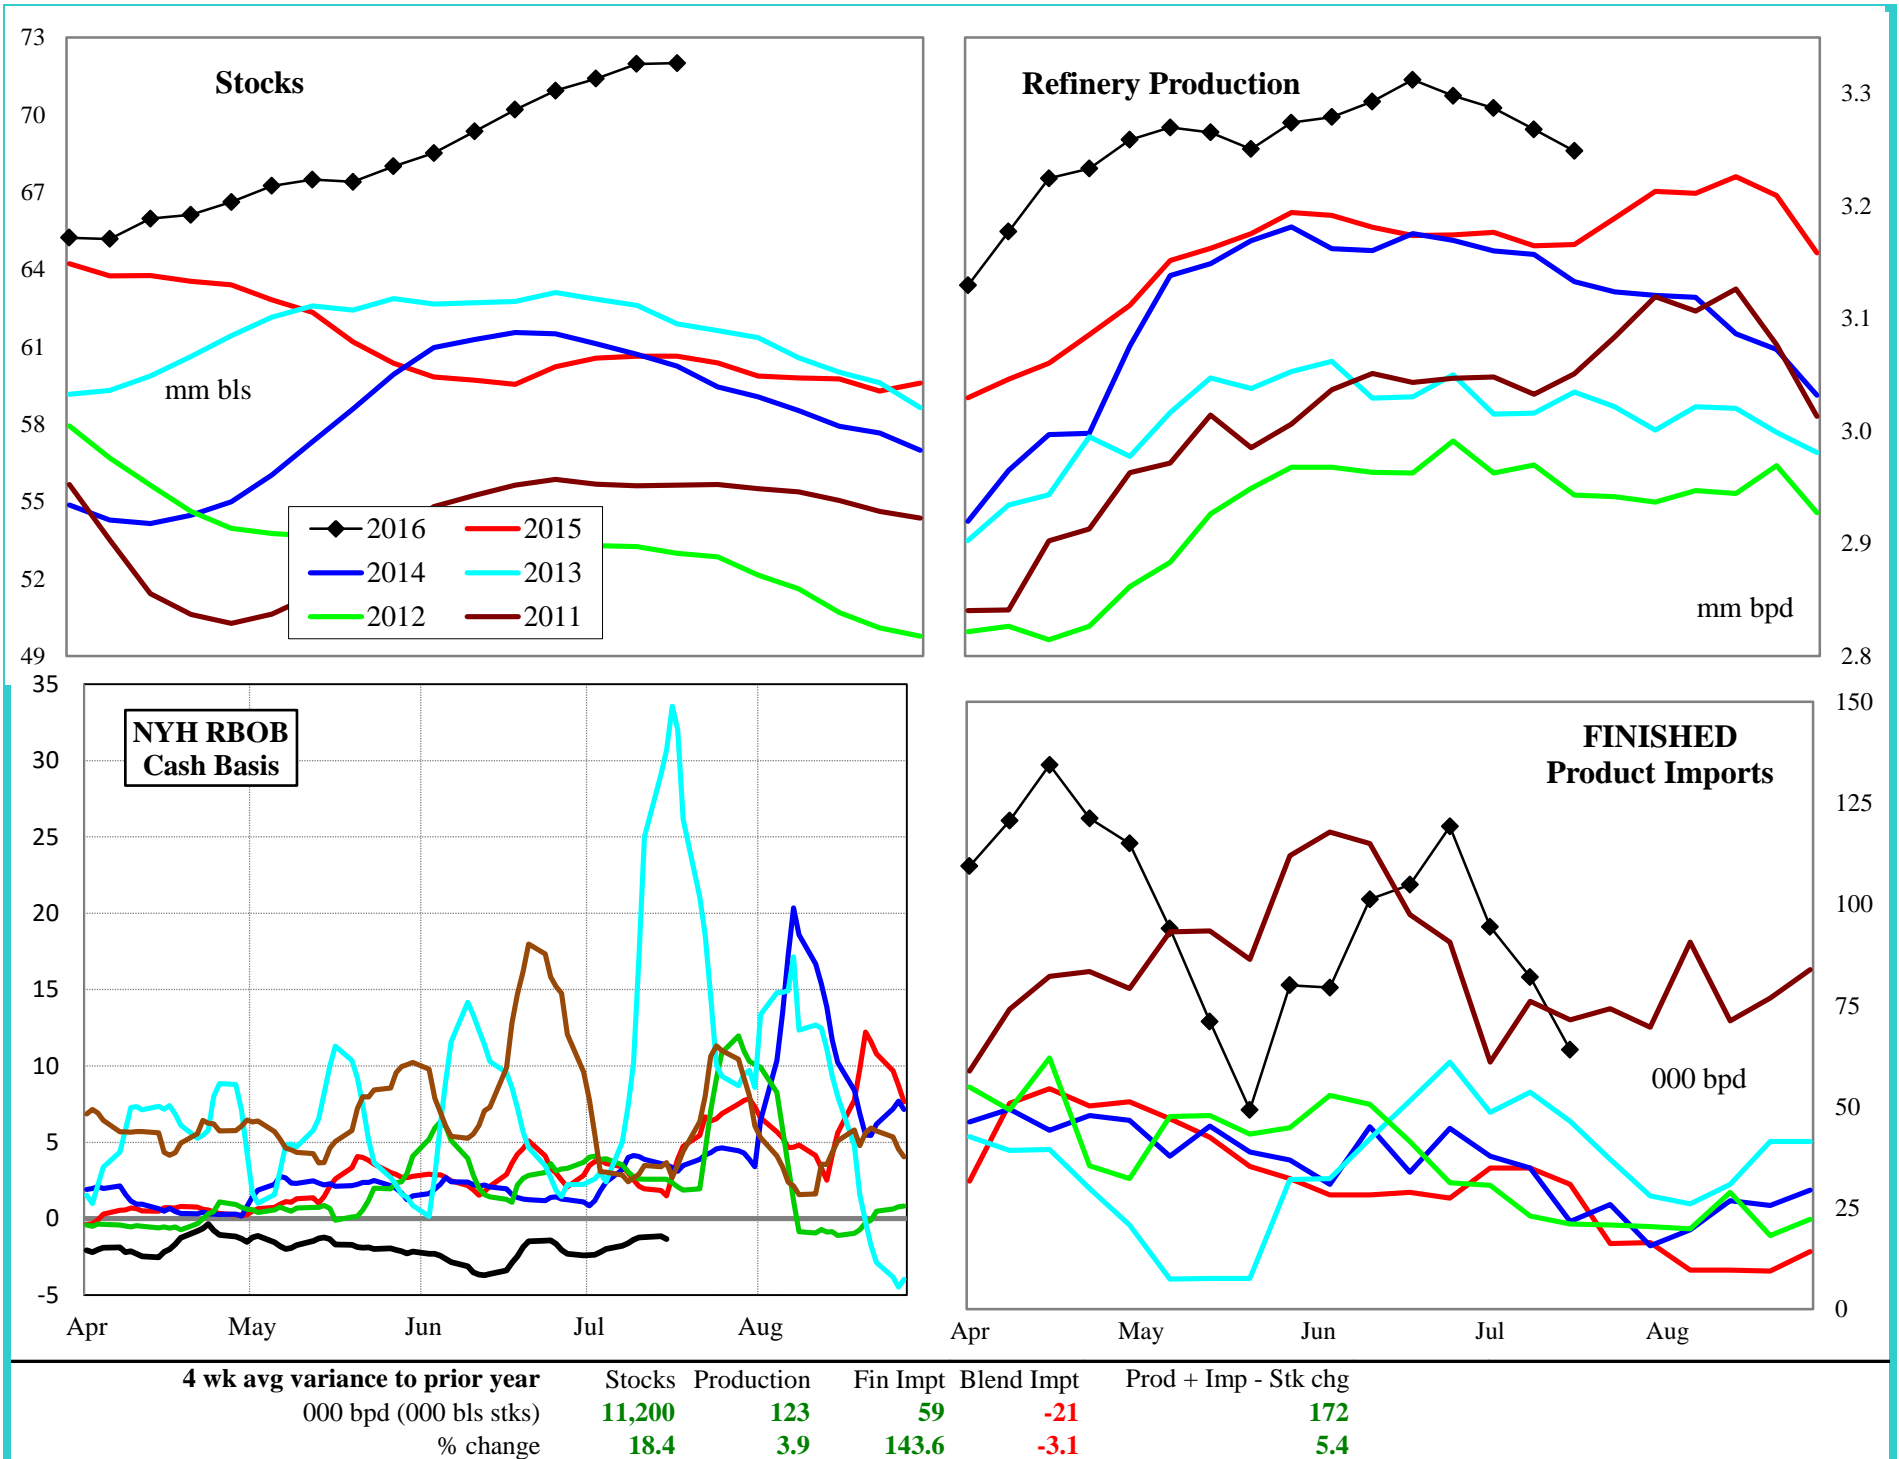 Stocks
73
70
67
64
61
58
55
52
49
mm bls
2016
2015
2014
2013
2012
2011
Refinery Production
3.3
3.2
3.1
3.0
2.9
2.8
mm bpd
NYH RBOB
Cash Basis
35
30
25
20
15
10
5
0
-5
Apr May Jun Jul Aug
FINISHED
Product Imports
150
125
100
75
50
25
0
000 bpd
Apr May Jun Jul Aug
4 wk avg variance to prior year Stocks Production Fin Impt Blend Impt Prod + Imp - Stk chg
000 bpd (000 bls stks) 11,200 123 59 -21 172
% change 18.4 3.9 143.6 -3.1 5.4